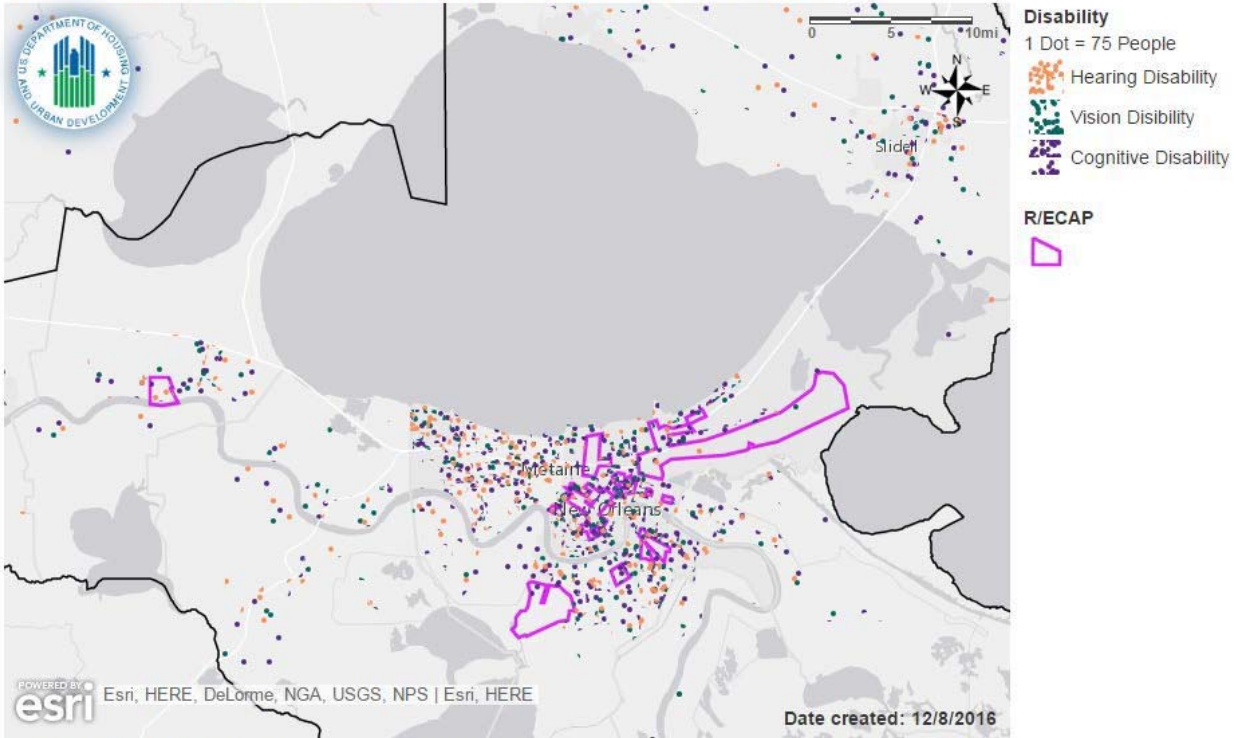 U.S. DEPARTMENT OF HOUSING
AND URBAN DEVELOPMENT
0 5 10mi
N
W E
S
Slidell
Metairie
New Orleans
POWERED BY
esri
Esri, HERE, DeLorme, NGA, USGS, NPS | Esri, HERE
Date created: 12/8/2016
Disability
1 Dot = 75 People
Hearing Disability
Vision Disibility
Cognitive Disability
R/ECAP